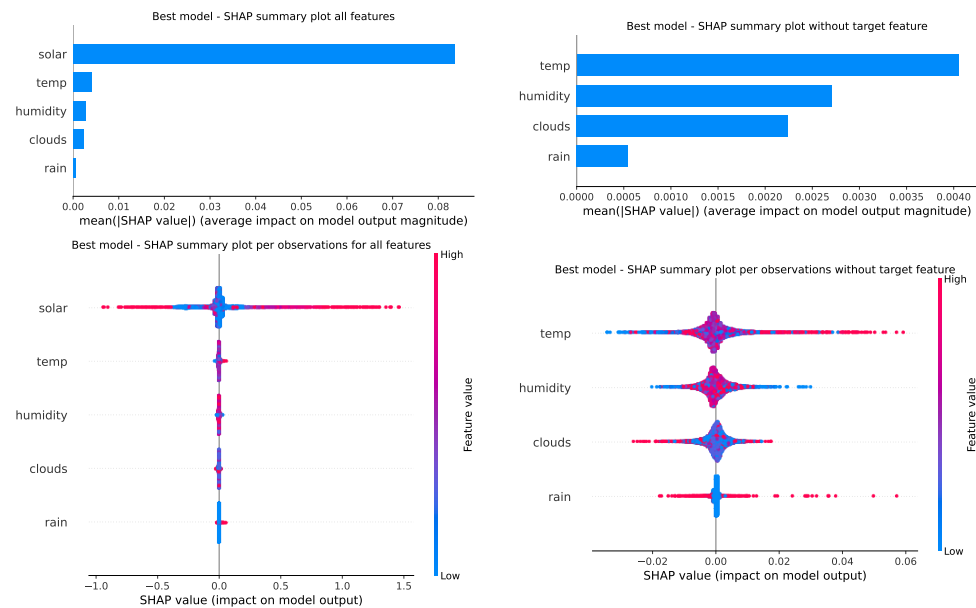 Best model - SHAP summary plot all features
solar
temp
humidity
clouds
rain
0.00 0.01 0.02 0.03 0.04 0.05 0.06 0.07 0.08
mean(|SHAP value|) (average impact on model output magnitude)
Best model - SHAP summary plot without target feature
temp
humidity
clouds
rain
0.0000 0.0005 0.0010 0.0015 0.0020 0.0025 0.0030 0.0035 0.0040
mean(|SHAP value|) (average impact on model output magnitude)
Best model - SHAP summary plot per observations for all features
High
solar
temp
humidity
clouds
rain
Low
Feature value
−1.0 −0.5 0.0 0.5 1.0 1.5
SHAP value (impact on model output)
Best model - SHAP summary plot per observations without target feature
High
temp
humidity
clouds
rain
Low
Feature value
−0.02 0.00 0.02 0.04 0.06
SHAP value (impact on model output)